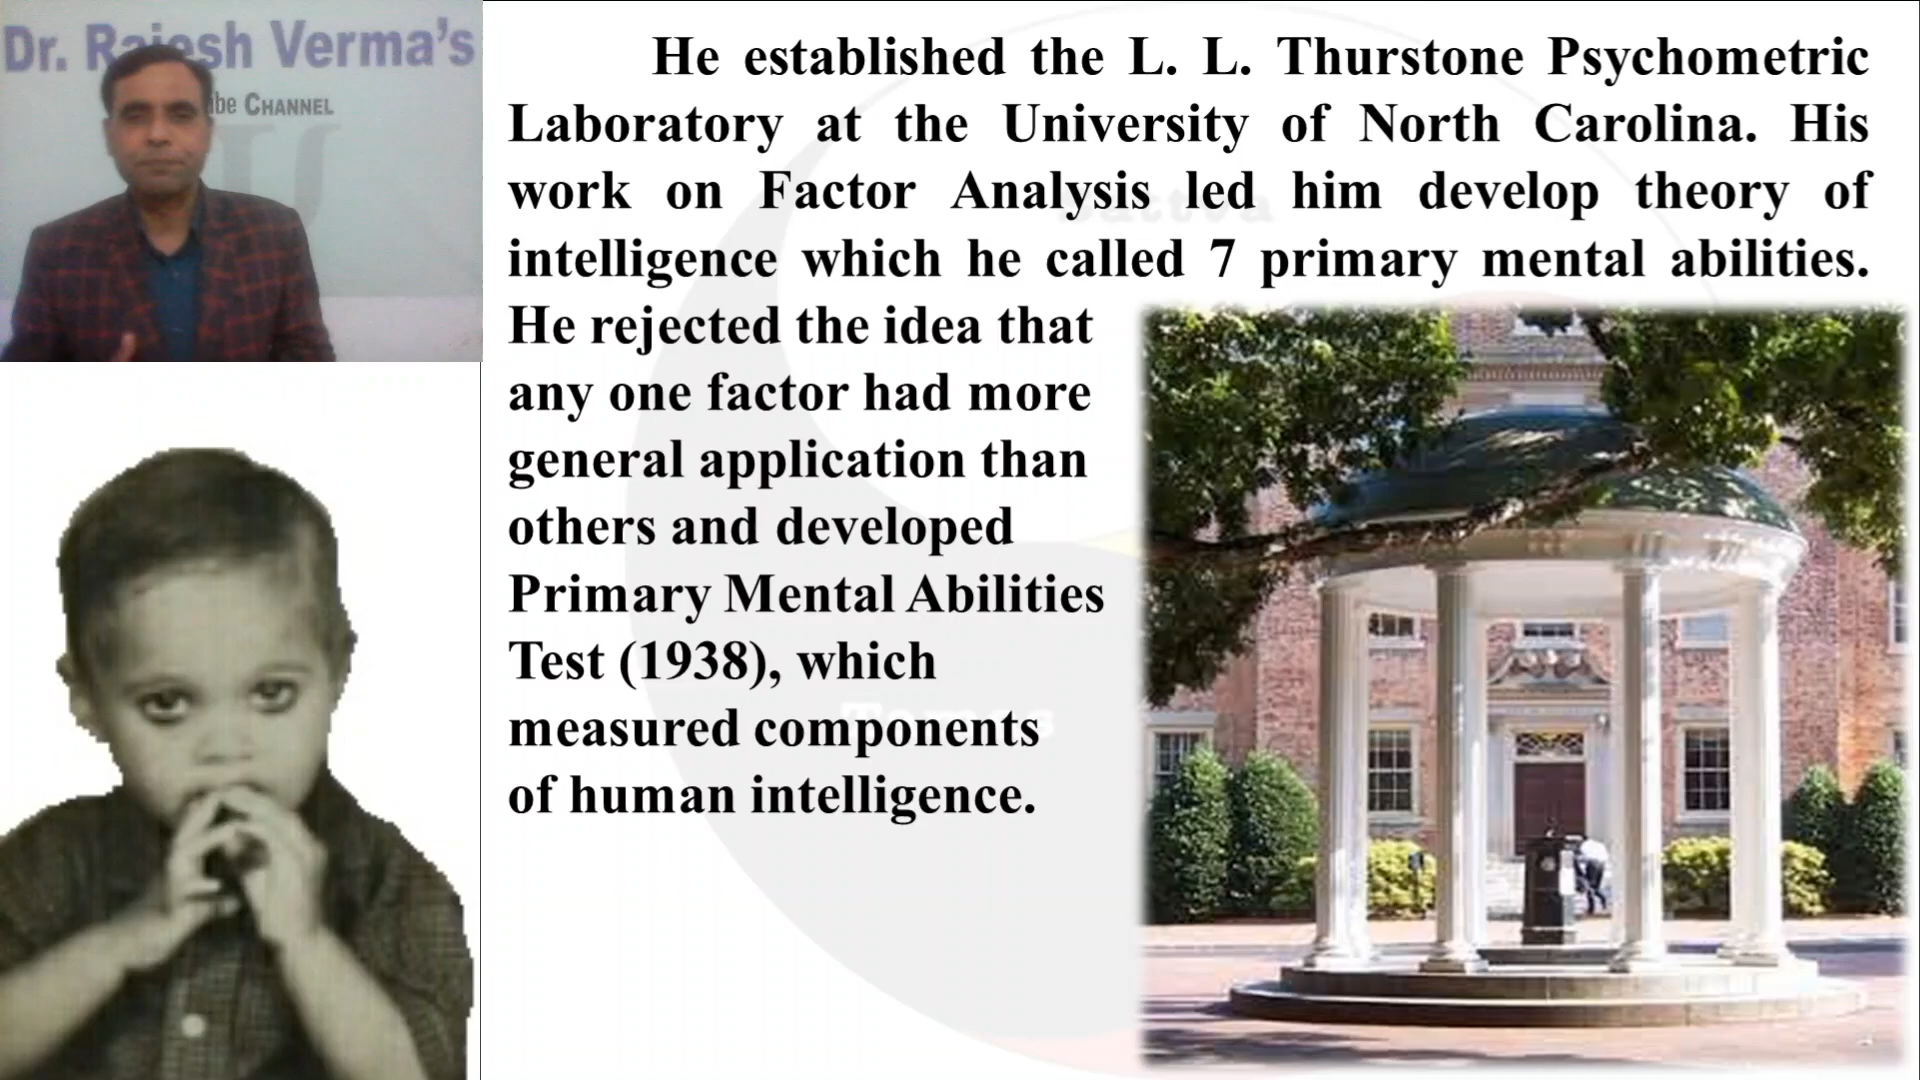 Dr. Rajesh Verma's
be CHANNEL
He established the L. L. Thurstone Psychometric
Laboratory at the University of North Carolina. His
work on Factor Analysis led him develop theory of
intelligence which he called 7 primary mental abilities.
He rejected the idea that
any one factor had more
general application than
others and developed
Primary Mental Abilities
Test (1938), which
measured components
of human intelligence.
Sattva
Tamas